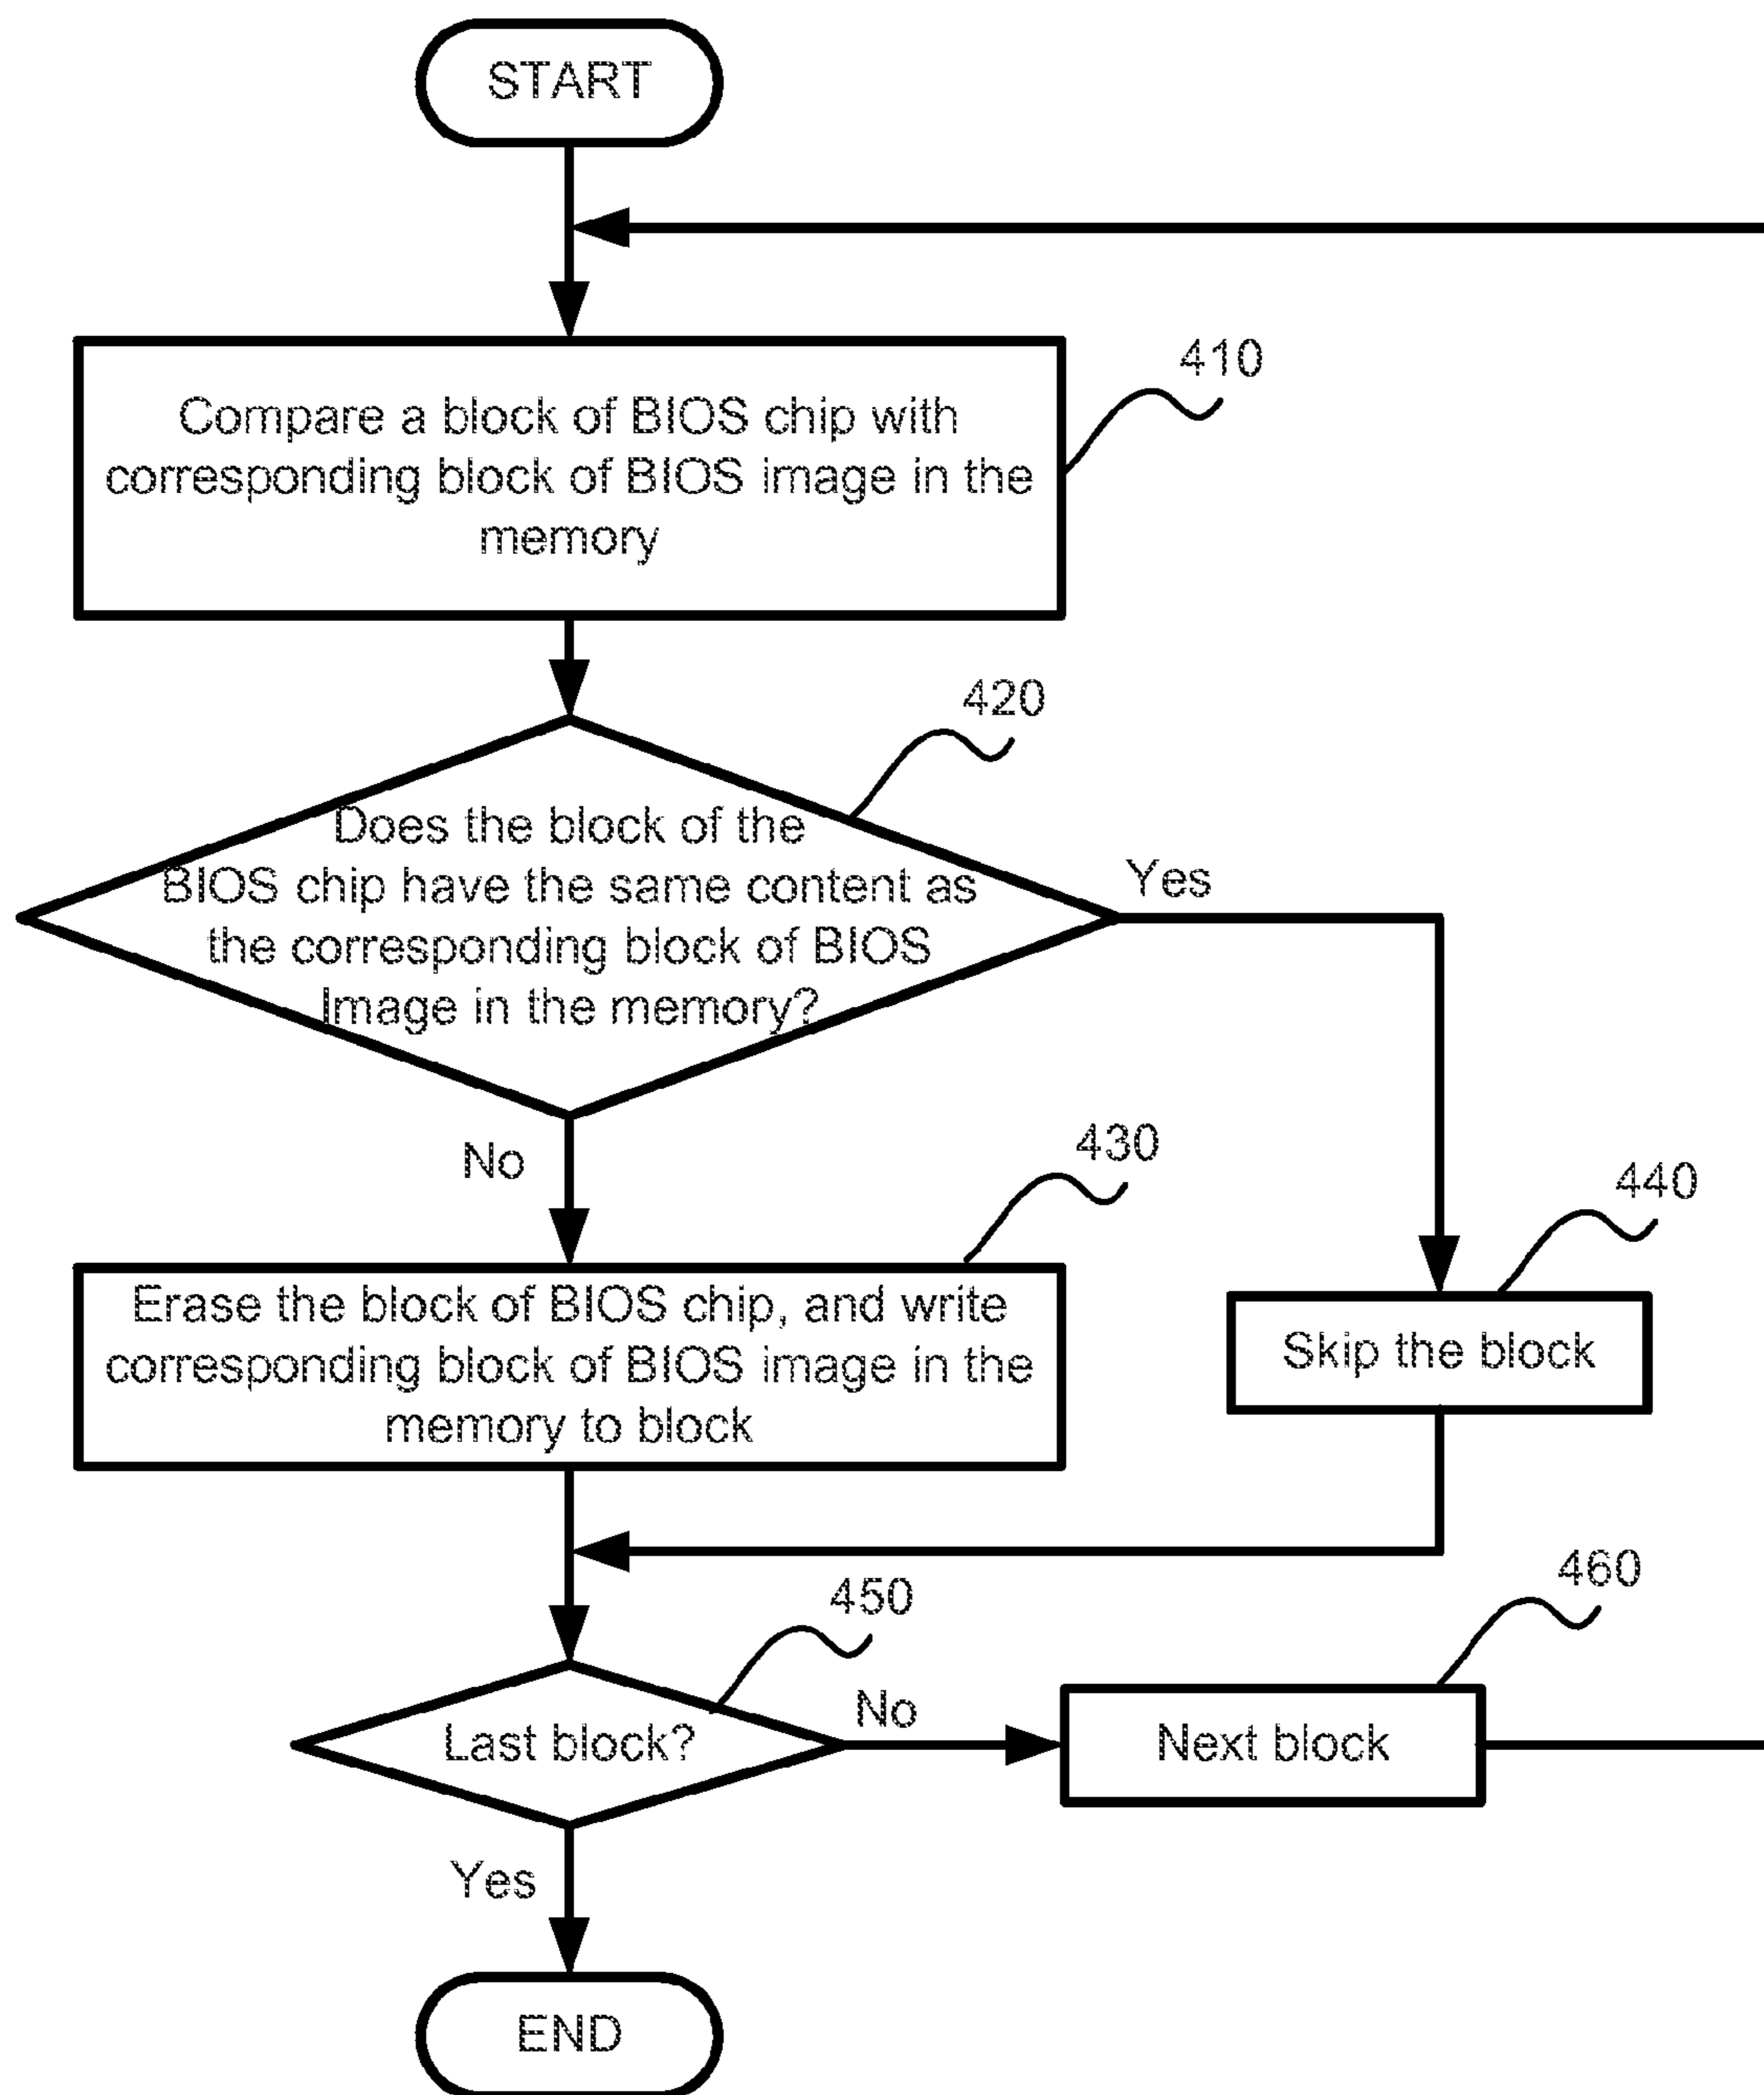 START
410
Compare a block of BIOS chip with
corresponding block of BIOS image in the
memory
420
Does the block of the
BIOS chip have the same content as
the corresponding block of BIOS
Image in the memory?
Yes
No
430
440
Erase the block of BIOS chip, and write
corresponding block of BIOS image in the
memory to block
Skip the block
450
460
Last block?
No
Next block
Yes
END